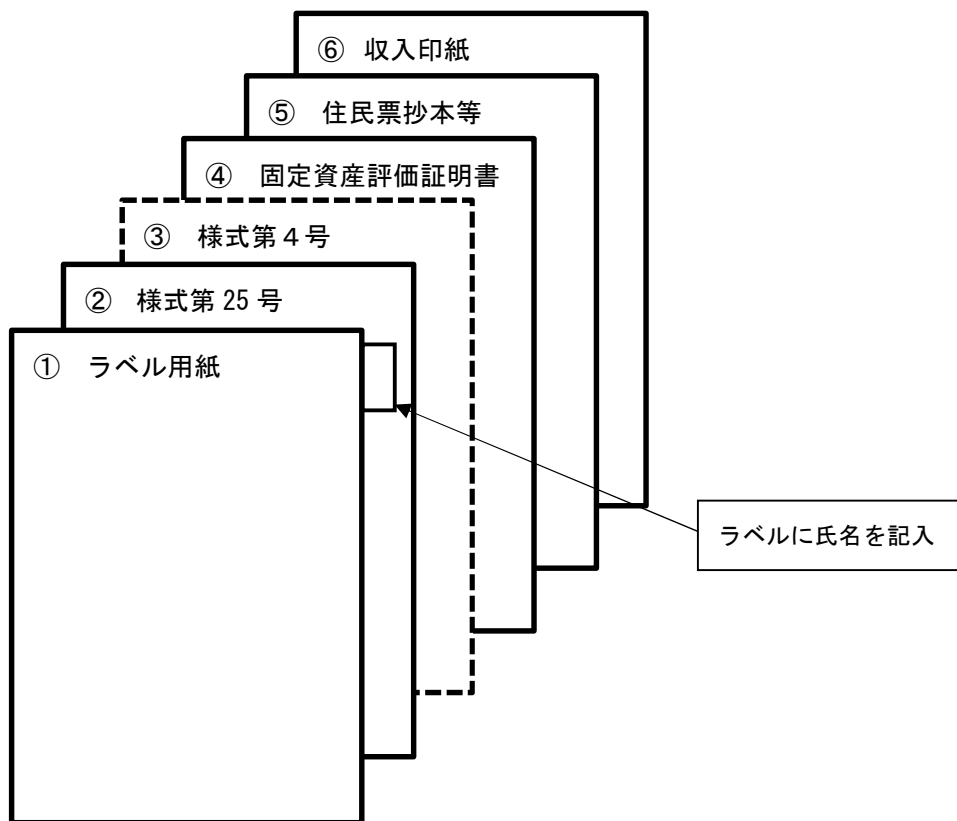 ⑥ 収入印紙
⑤ 住民票抄本等
④ 固定資産評価証明書
③ 様式第４号
② 様式第 25 号
① ラベル用紙
ラベルに氏名を記入